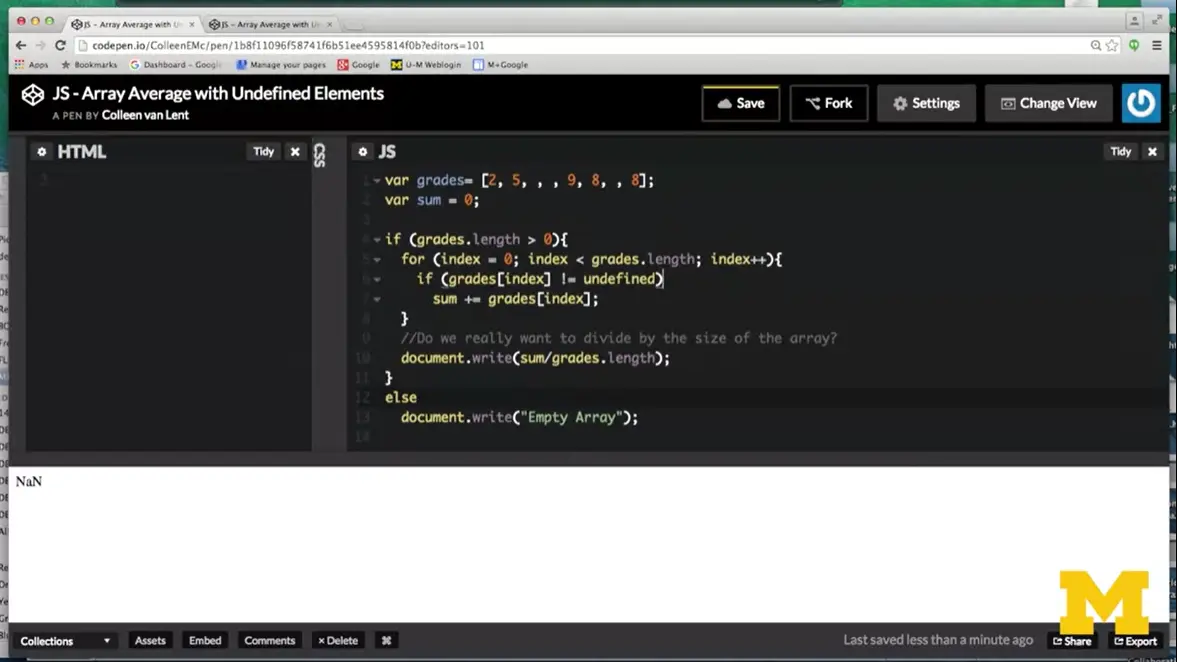 JS - Array Average with U
JS - Array Average with Un
codepen.io/ColleenEMc/pen/1b8f11096f58741f6b51ee4595814f0b?editors=101
Apps Bookmarks Dashboard - Google Manage your pages Google U-M Weblogin M+Google
JS - Array Average with Undefined Elements
A PEN BY Colleen van Lent
Save Fork Settings Change View
HTML Tidy
CSS
JS Tidy
1 var grades= [2, 5, , , 9, 8, , 8];
2 var sum = 0;
3
4 if (grades.length > 0){
5 for (index = 0; index < grades.length; index++){
6 if (grades[index] != undefined)
7 sum += grades[index];
8 }
9 //Do we really want to divide by the size of the array?
10 document.write(sum/grades.length);
11 }
12 else
13 document.write("Empty Array");
14
NaN
M
Collections Assets Embed Comments × Delete ⌘ Last saved less than a minute ago Share Export